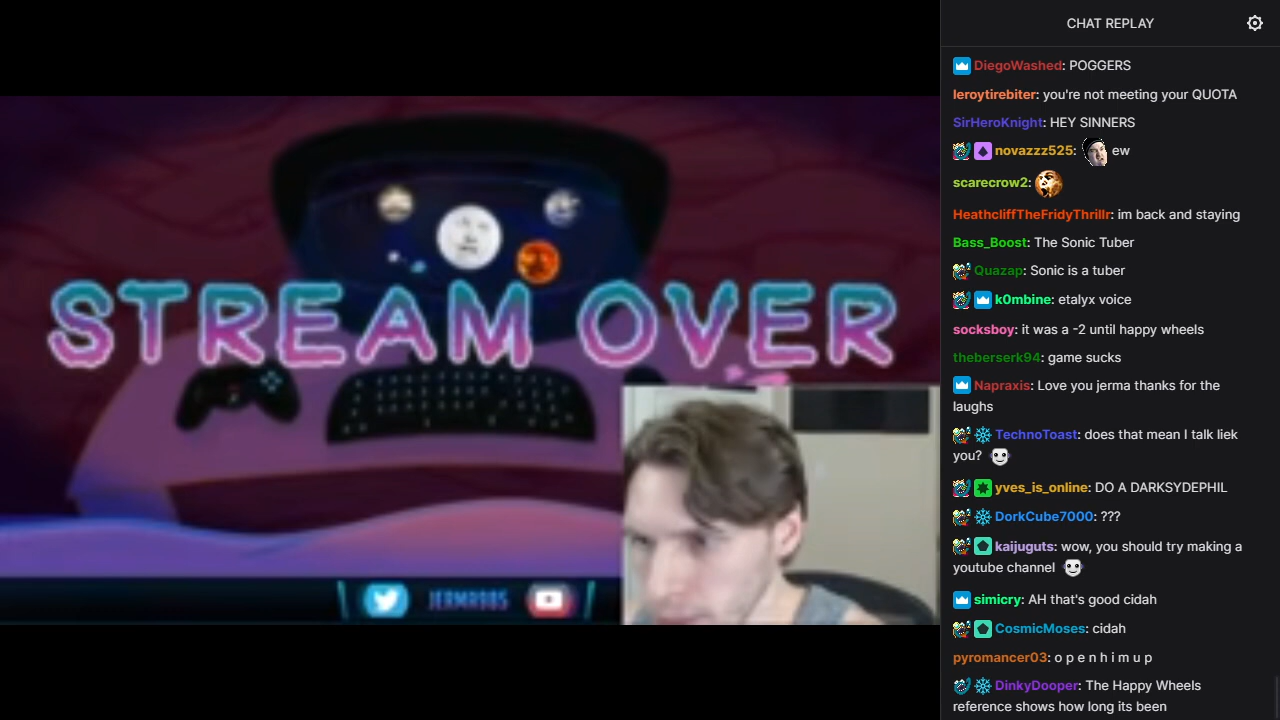 STREAM OVER
JERMA985
CHAT REPLAY
DiegoWashed: POGGERS
leroytirebiter: you're not meeting your QUOTA
SirHeroKnight: HEY SINNERS
novazzz525: ew
scarecrow2:
HeathcliffTheFridyThrillr: im back and staying
Bass_Boost: The Sonic Tuber
Quazap: Sonic is a tuber
k0mbine: etalyx voice
socksboy: it was a -2 until happy wheels
theberserk94: game sucks
Napraxis: Love you jerma thanks for the
laughs
TechnoToast: does that mean I talk liek
you?
yves_is_online: DO A DARKSYDEPHIL
DorkCube7000: ???
kaijuguts: wow, you should try making a
youtube channel
simicry: AH that's good cidah
CosmicMoses: cidah
pyromancer03: o p e n h i m u p
DinkyDooper: The Happy Wheels
reference shows how long its been